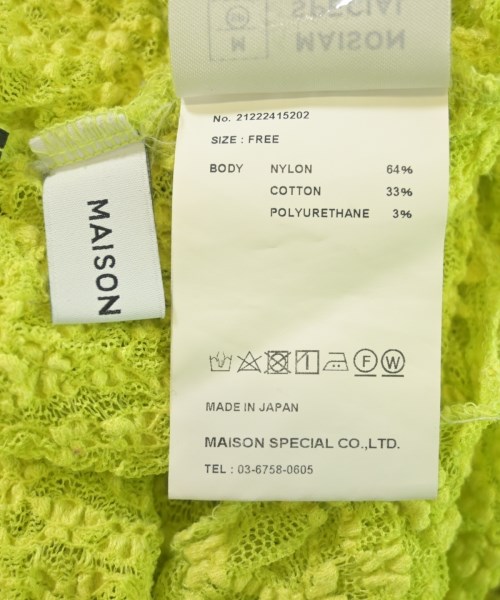 SPECIAL
MAISON
No. 21222415202
SIZE : FREE
BODY NYLON 64%
COTTON 33%
POLYURETHANE 3%
F W
MADE IN JAPAN
MAISON SPECIAL CO.,LTD.
TEL : 03-6758-0605
MAISON